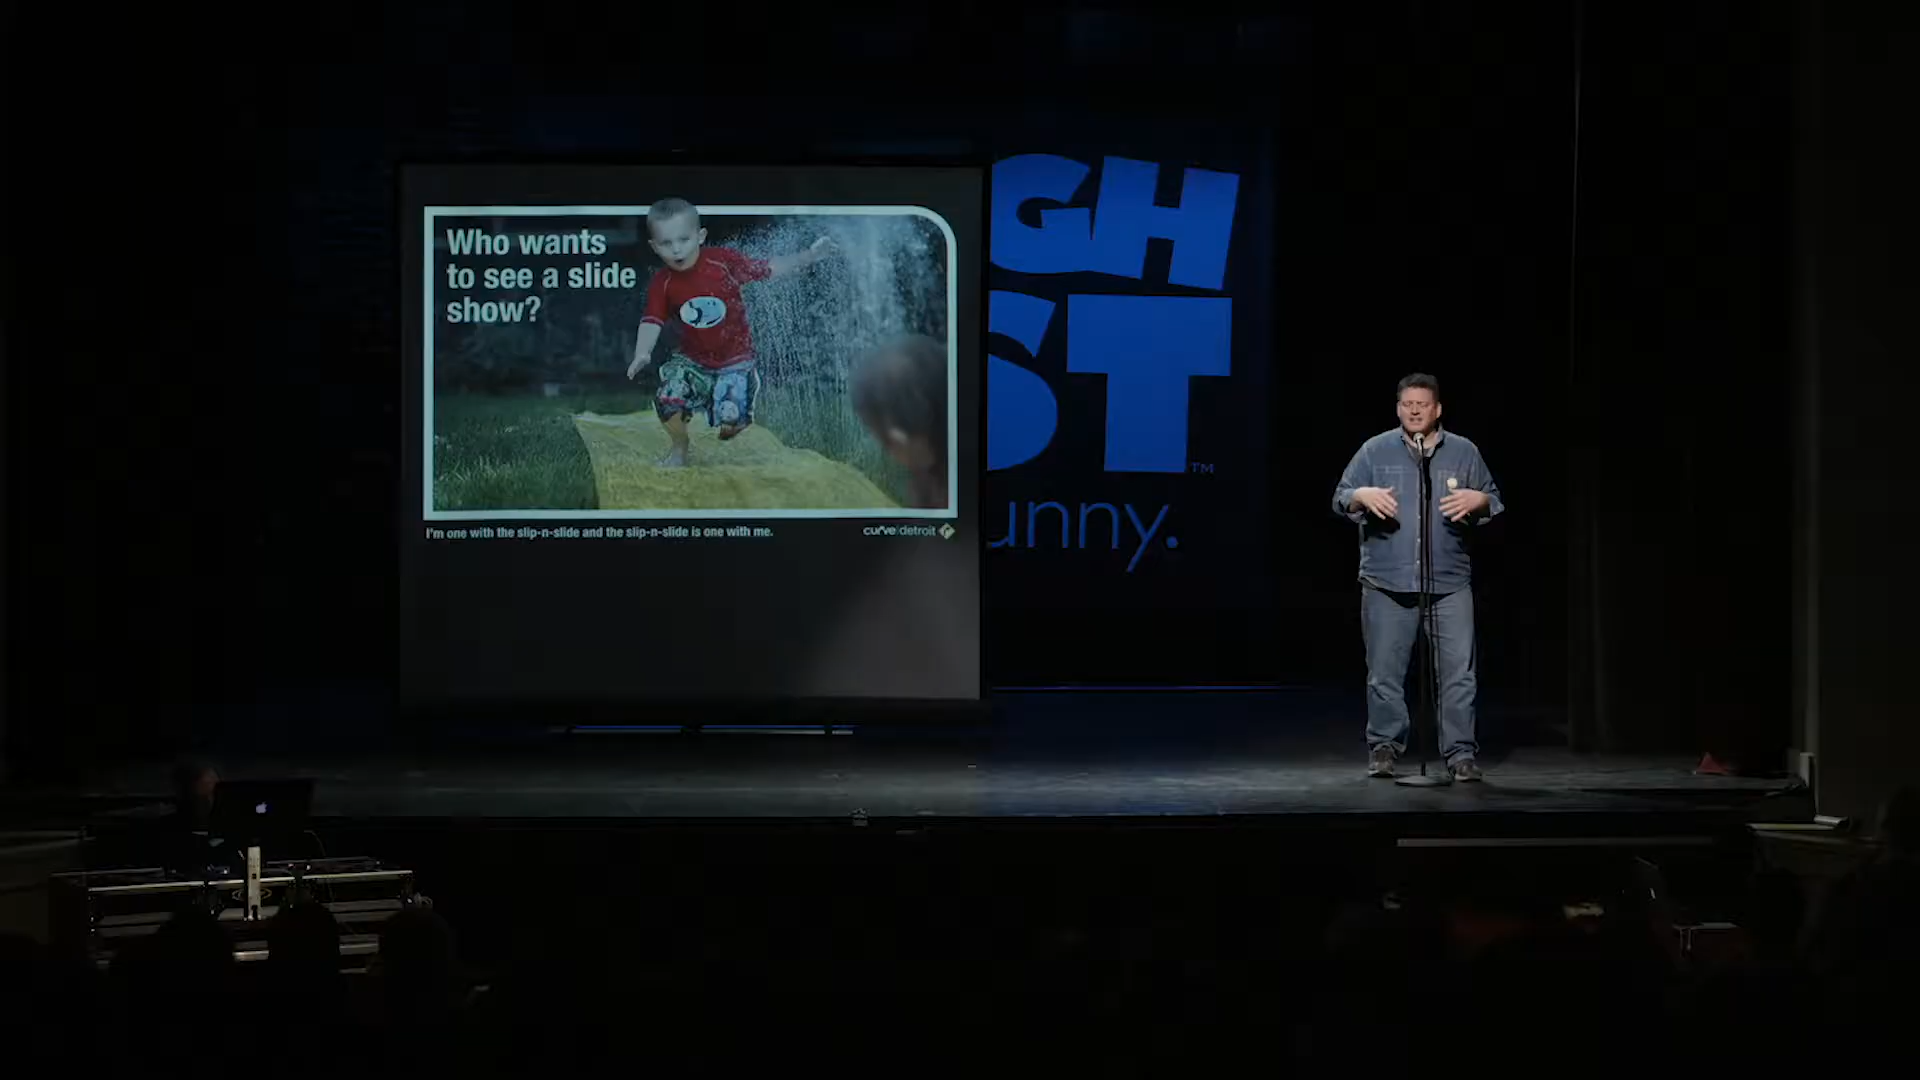 Who wants
to see a slide
show?
I'm one with the slip-n-slide and the slip-n-slide is one with me.
curve detroit
GH
ST
™
unny.